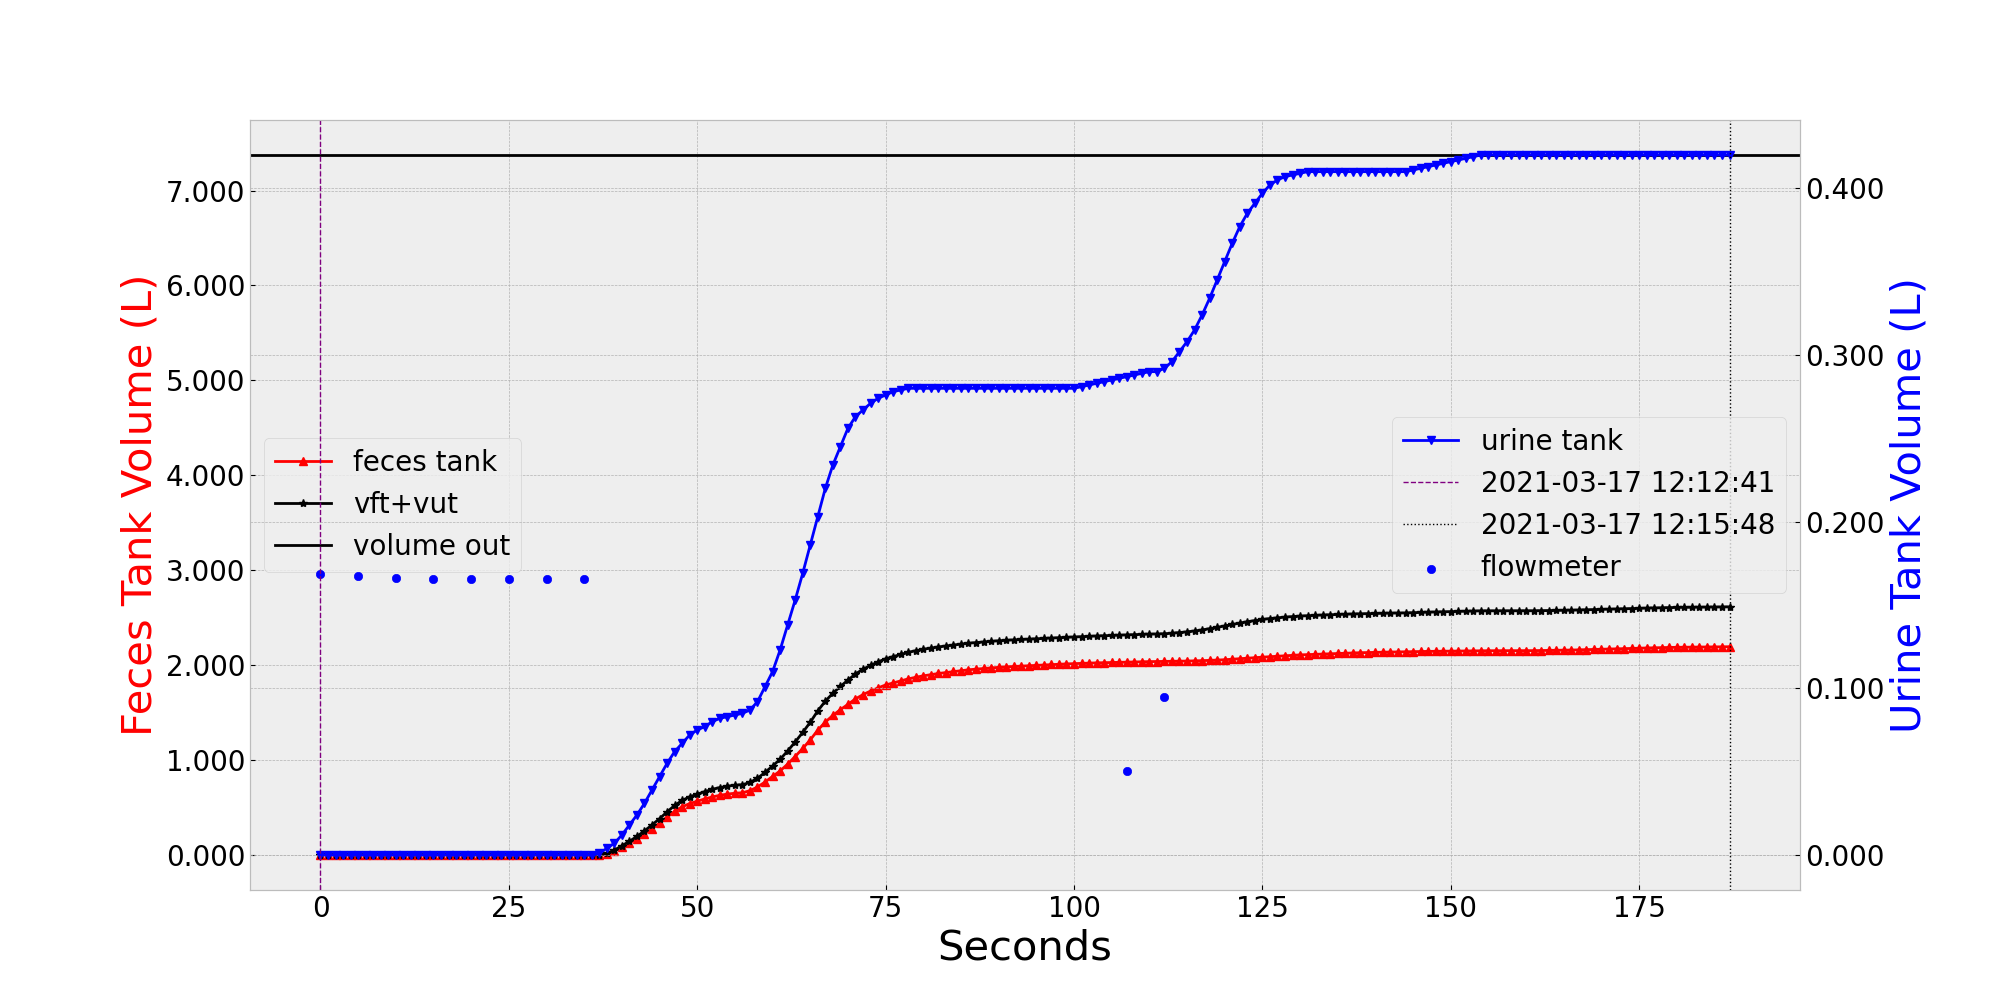 Feces Tank Volume (L)
7.000
6.000
5.000
4.000
3.000
2.000
1.000
0.000
feces tank
vft+vut
volume out
urine tank
2021-03-17 12:12:41
2021-03-17 12:15:48
flowmeter
0.400
0.300
0.200
0.100
0.000
Urine Tank Volume (L)
0 25 50 75 100 125 150 175
Seconds